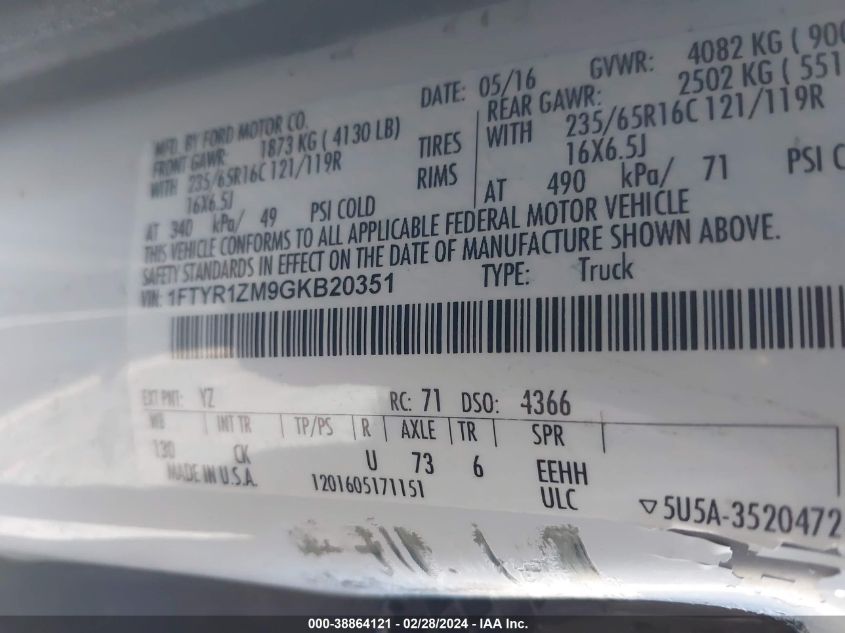 MFD. BY FORD MOTOR CO.
DATE: 05/16 GVWR: 4082 KG ( 900
FRONT GAWR: 1873 KG ( 4130 LB)
REAR GAWR: 2502 KG ( 551
WITH 235/65R16C 121/119R TIRES
WITH 235/65R16C 121/119R
16X6.5J RIMS
16X6.5J
AT 340 kPa/ 49 PSI COLD
AT 490 kPa/ 71 PSI C
THIS VEHICLE CONFORMS TO ALL APPLICABLE FEDERAL MOTOR VEHICLE
SAFETY STANDARDS IN EFFECT ON THE DATE OF MANUFACTURE SHOWN ABOVE.
VIN: 1FTYR1ZM9GKB20351 TYPE: Truck
EXT PNT: YZ RC: 71 DSO: 4366
WB INT TR TP/PS R AXLE TR SPR
130 CK U 73 6 EEHH
MADE IN U.S.A. 1201605171151 ULC
5U5A-3520472
000-38864121 - 02/28/2024 - IAA Inc.